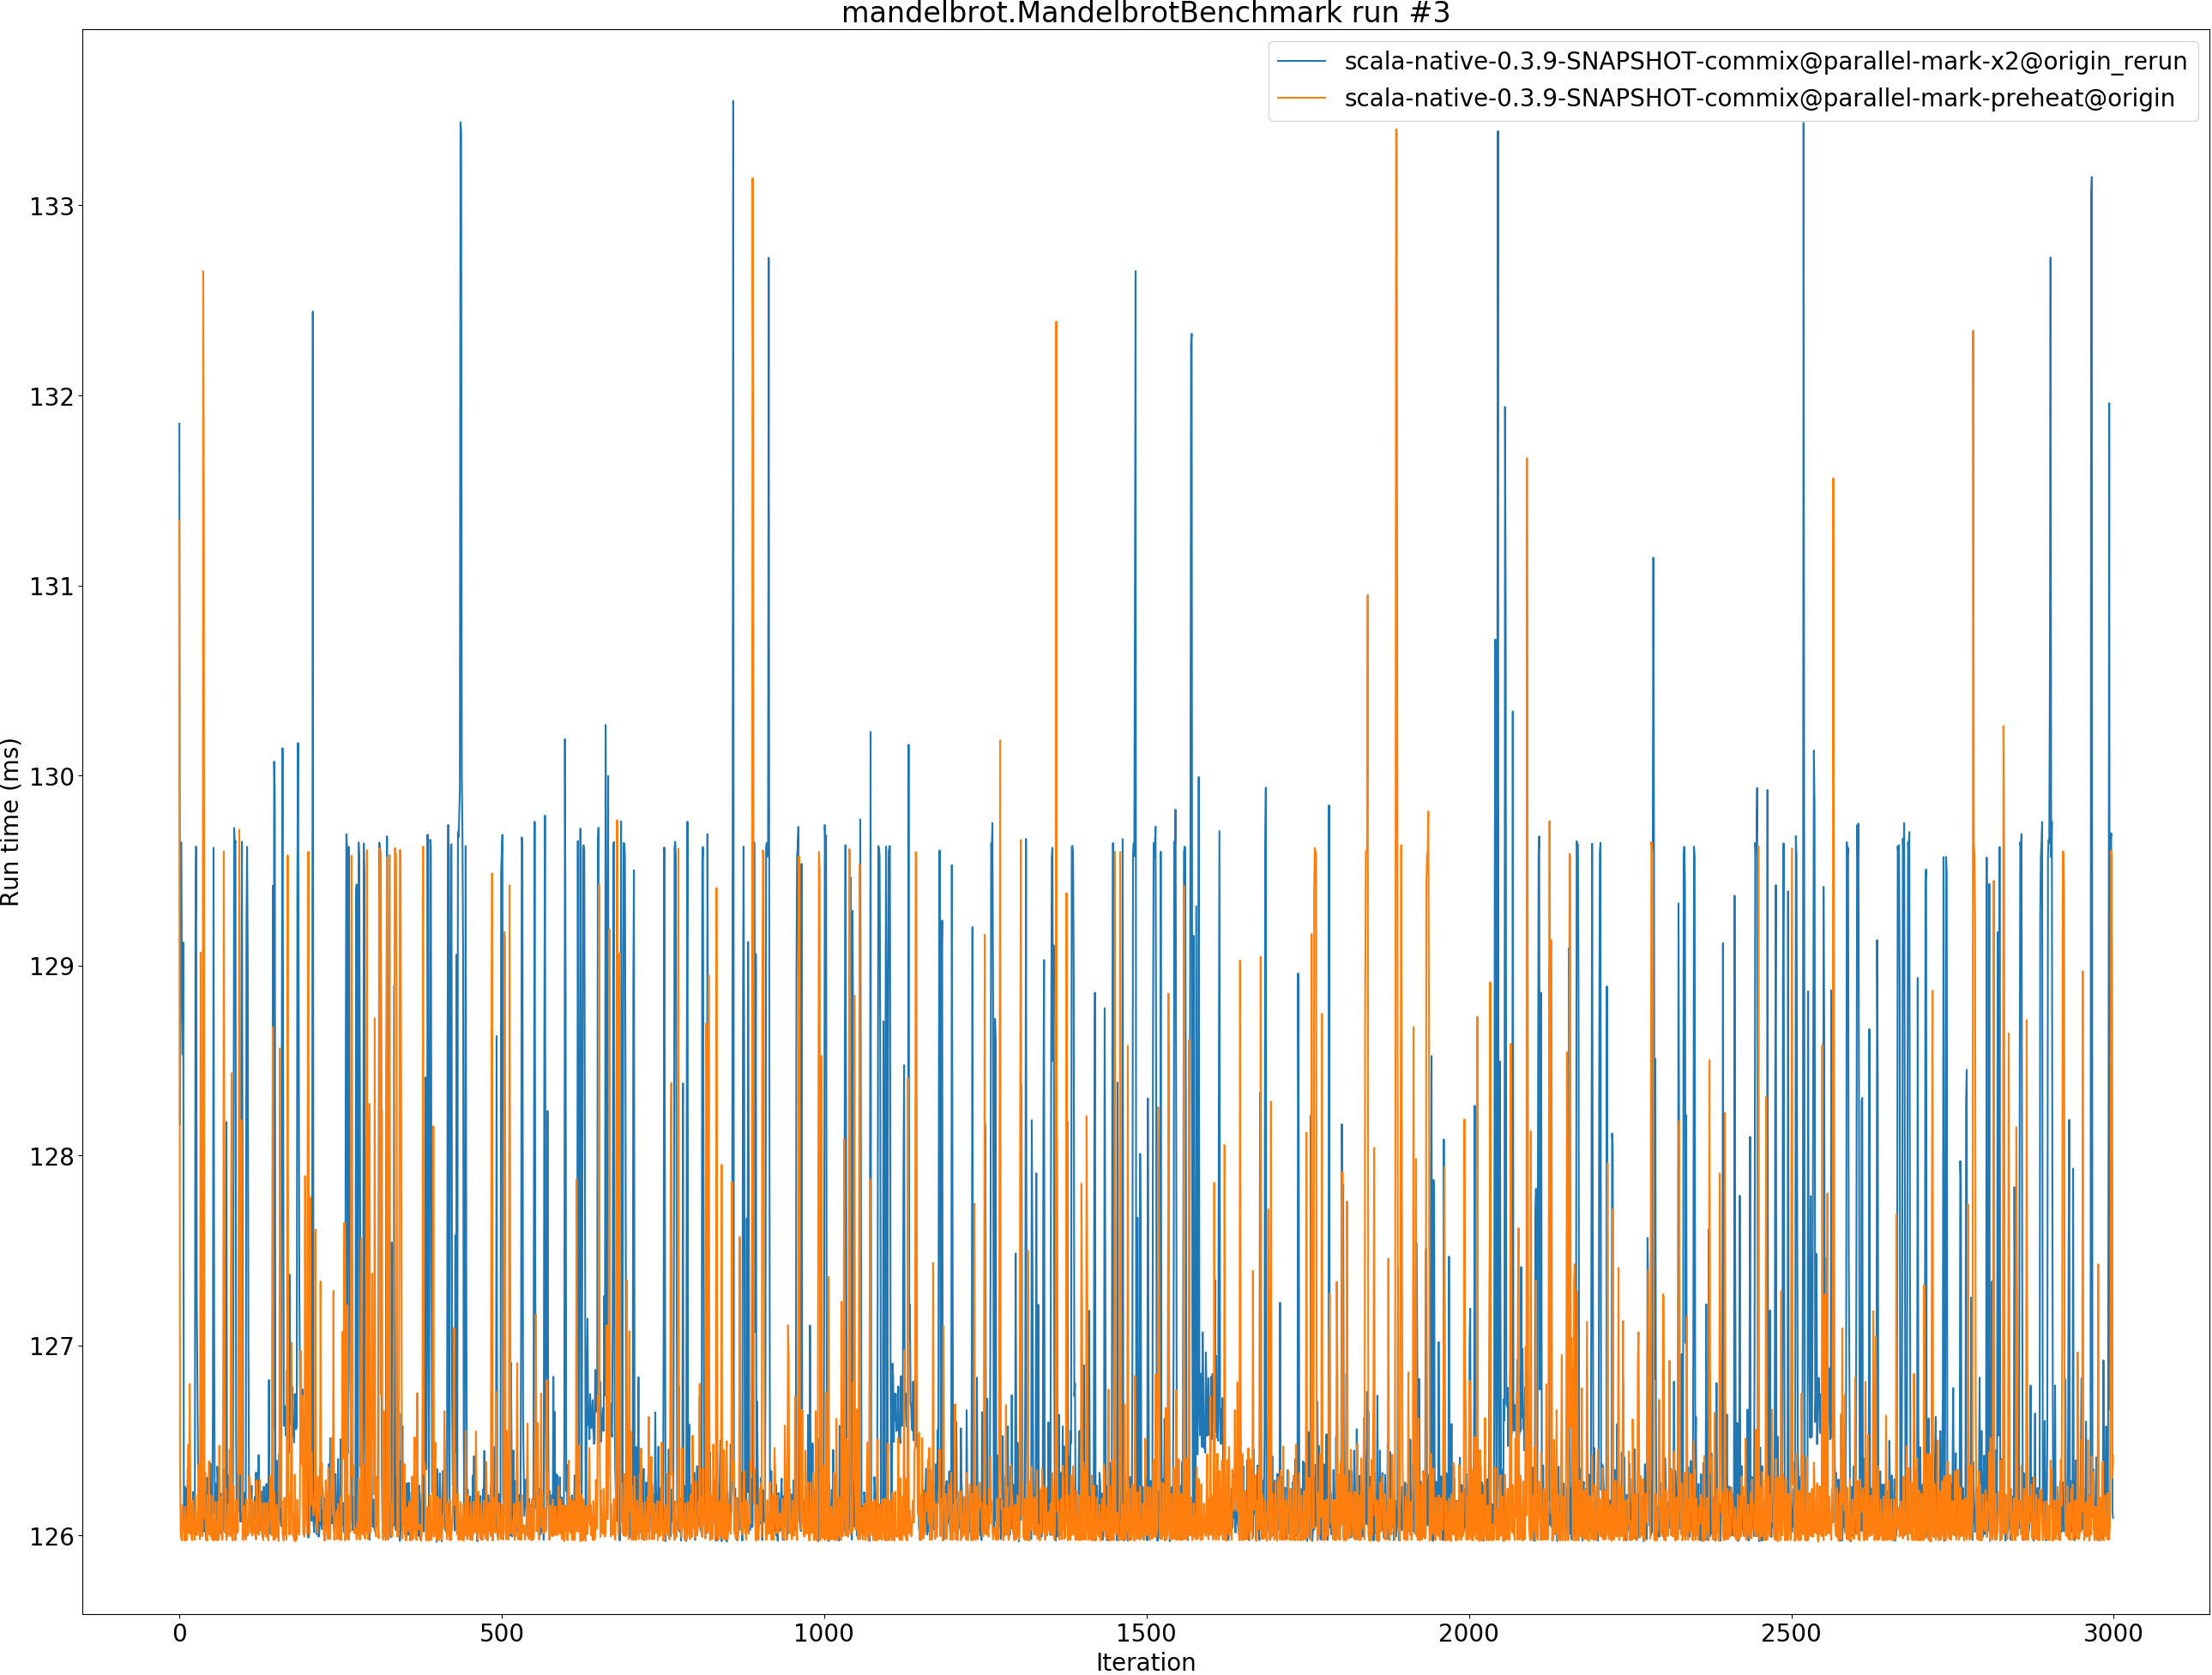 mandelbrot.MandelbrotBenchmark run #3
scala-native-0.3.9-SNAPSHOT-commix@parallel-mark-x2@origin_rerun
scala-native-0.3.9-SNAPSHOT-commix@parallel-mark-preheat@origin
133
132
131
130
129
128
127
126
Run time (ms)
0 500 1000 1500 2000 2500 3000
Iteration